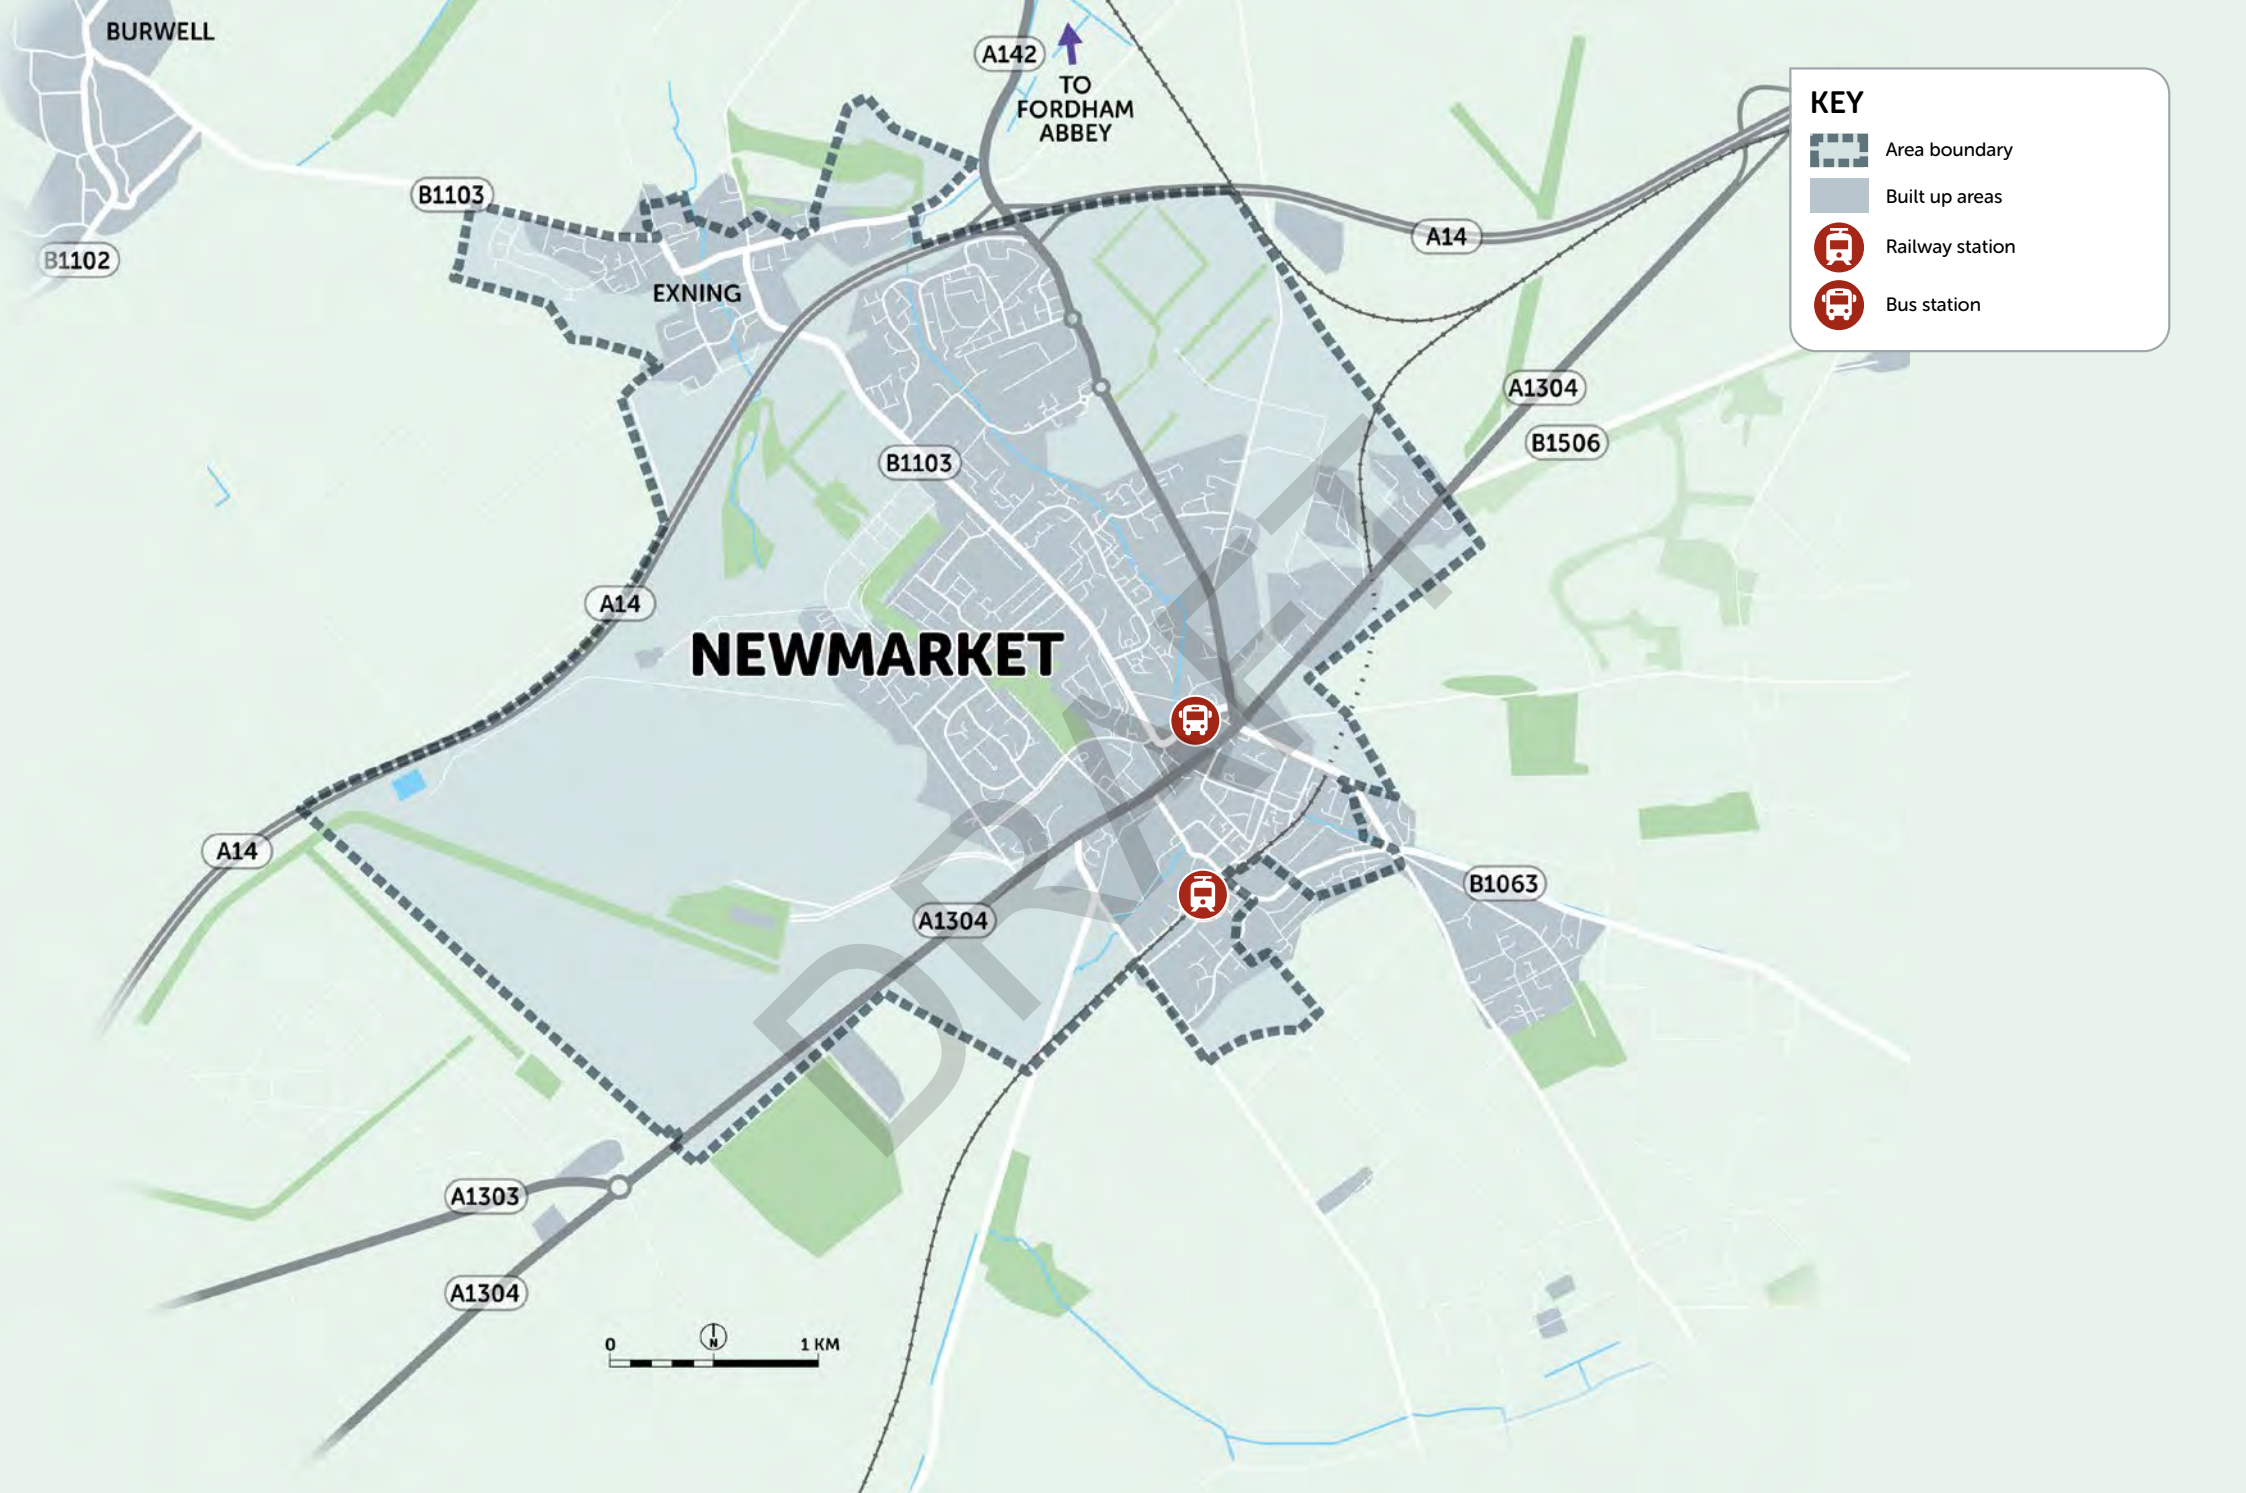 BURWELL
A142
TO
FORDHAM
ABBEY
KEY
Area boundary
Built up areas
Railway station
Bus station
B1103
B1102
A14
EXNING
A1304
B1506
B1103
A14
NEWMARKET
DRAFT
A14
A1304
B1063
A1303
A1304
0
N
1 KM